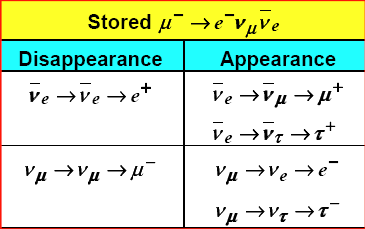 Stored μ⁻ → e⁻ν_μν̅_e
Disappearance Appearance
ν̅_e → ν̅_e → e⁺ ν̅_e → ν̅_μ → μ⁺
ν̅_e → ν̅_τ → τ⁺
ν_μ → ν_μ → μ⁻ ν_μ → ν_e → e⁻
ν_μ → ν_τ → τ⁻